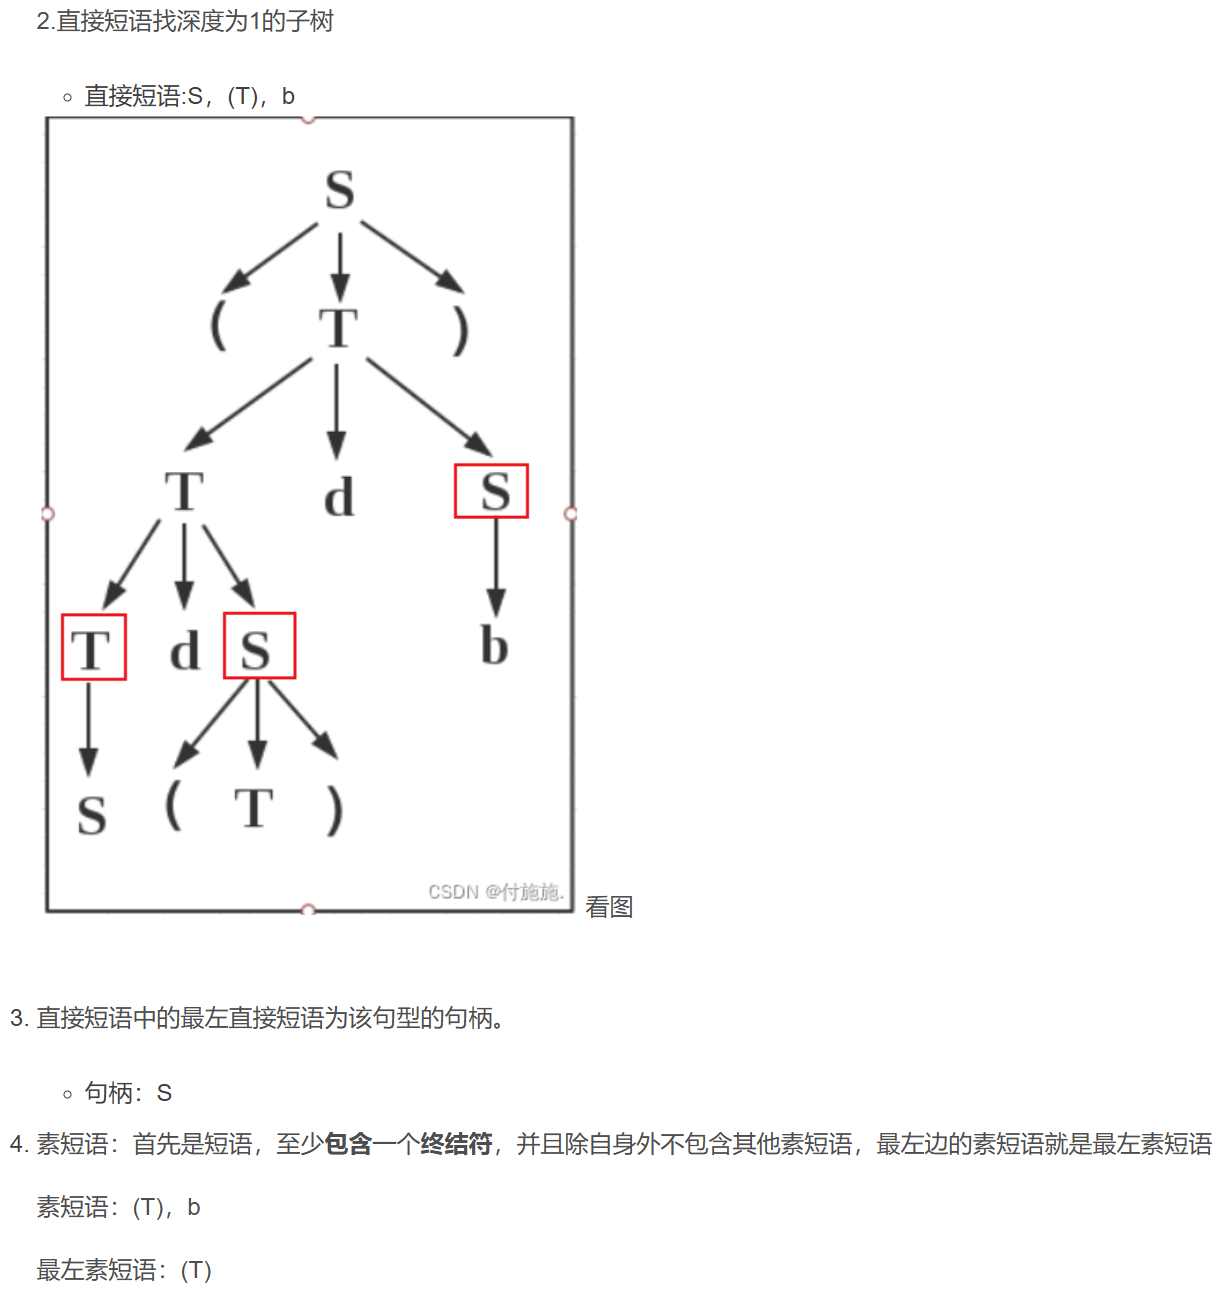 2.直接短语找深度为1的子树
直接短语:S，(T)，b
S
( T )
T d S
T d S b
S ( T )
CSDN @付施施.
看图
3. 直接短语中的最左直接短语为该句型的句柄。
句柄：S
4. 素短语：首先是短语，至少包含一个终结符，并且除自身外不包含其他素短语，最左边的素短语就是最左素短语
素短语：(T)，b
最左素短语：(T)